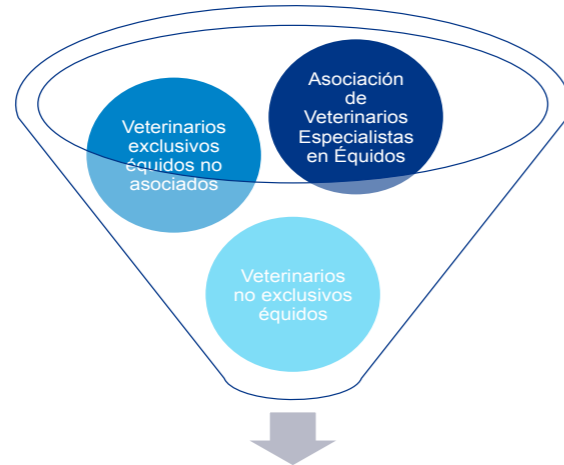 Asociación
de
Veterinarios
Especialistas
en Équidos
Veterinarios
exclusivos
équidos no
asociados
Veterinarios
no exclusivos
équidos